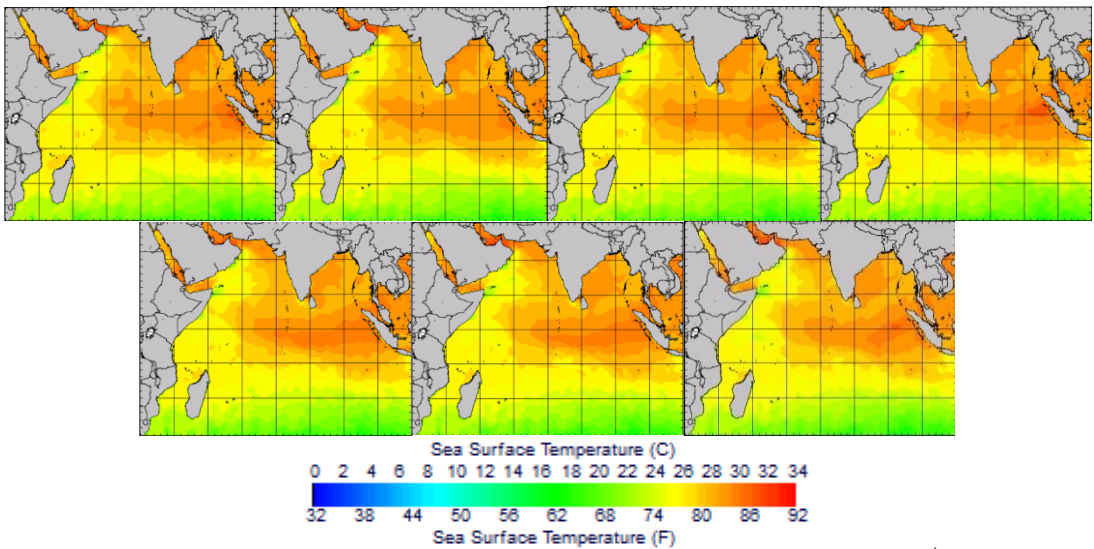 Sea Surface Temperature (C)
0 2 4 6 8 10 12 14 16 18 20 22 24 26 28 30 32 34
32 38 44 50 56 62 68 74 80 86 92
Sea Surface Temperature (F)